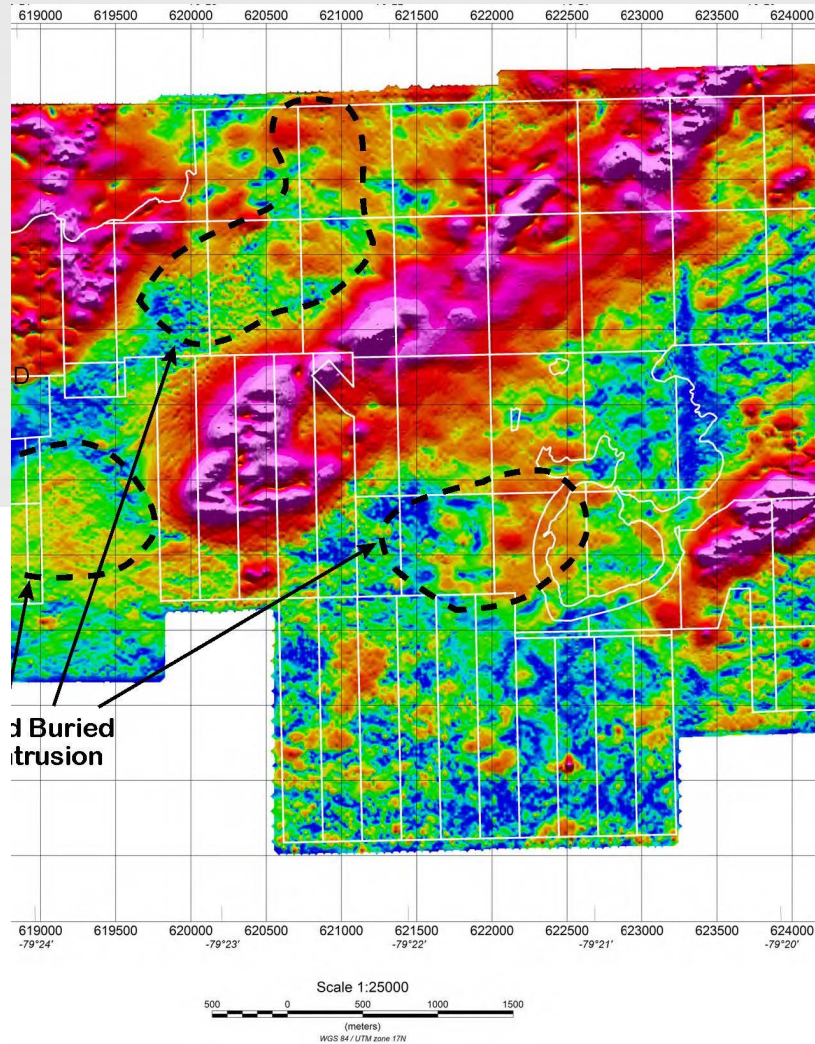 619000 619500 620000 620500 621000 621500 622000 622500 623000 623500 624000
D
d Buried
ntrusion
619000 619500 620000 620500 621000 621500 622000 622500 623000 623500 624000
-79°24' -79°23' -79°22' -79°21' -79°20'
Scale 1:25000
500 0 500 1000 1500
(meters)
WGS 84 / UTM zone 17N